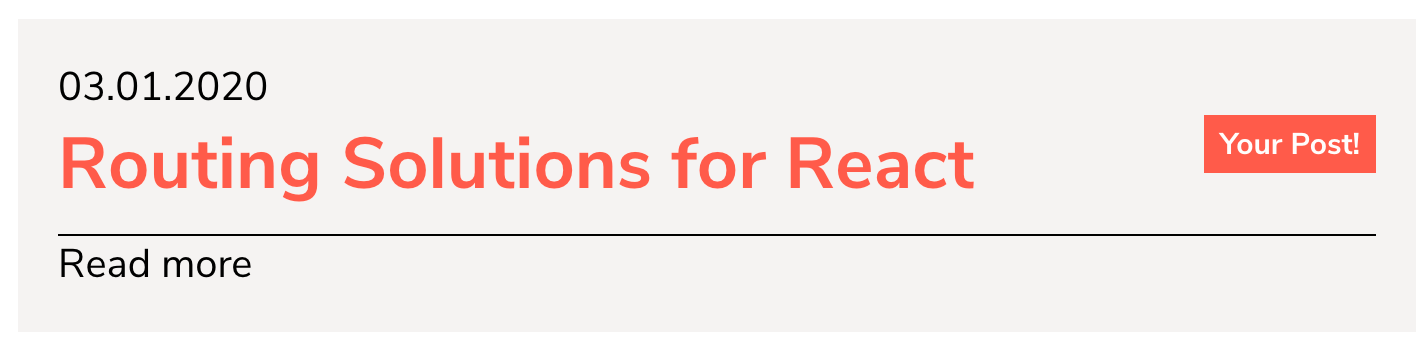 03.01.2020
Routing Solutions for React
Your Post!
Read more